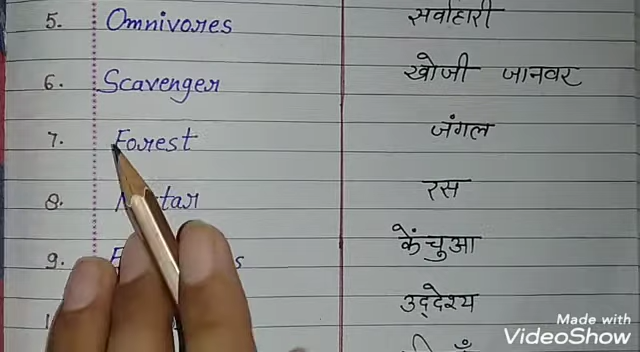 5. Omnivores सर्वाहारी
6. Scavenger खोजी जानवर
7. Forest जंगल
8. रस
9. केंचुआ
उद्देश्य
Made with
VideoShow